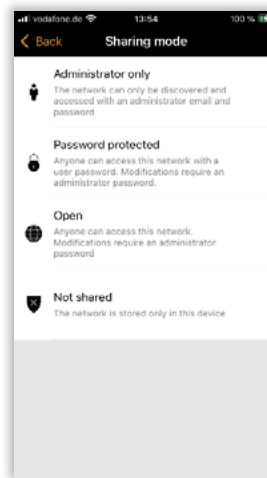 vodafone.de 13:54 100 %
Back Sharing mode
Administrator only
The network can only be discovered and
accessed with an administrator email and
password
Password protected
Anyone can access this network with a
user password. Modifications require an
administrator password.
Open
Anyone can access this network.
Modifications require an administrator
password
Not shared
The network is stored only in this device